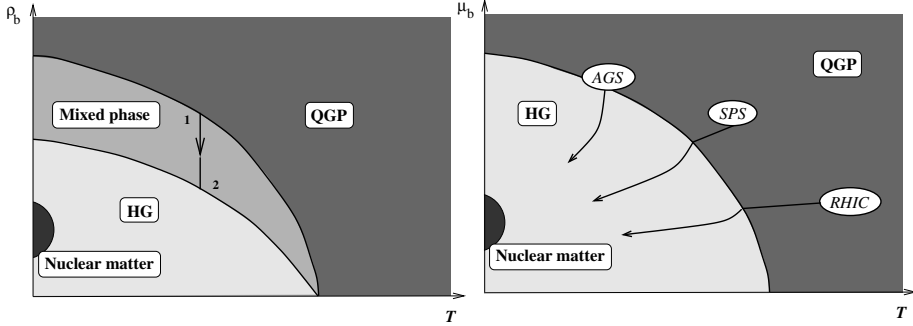 ρb
Mixed phase
1
QGP
2
HG
Nuclear matter
T
μb
AGS
QGP
HG
SPS
RHIC
Nuclear matter
T